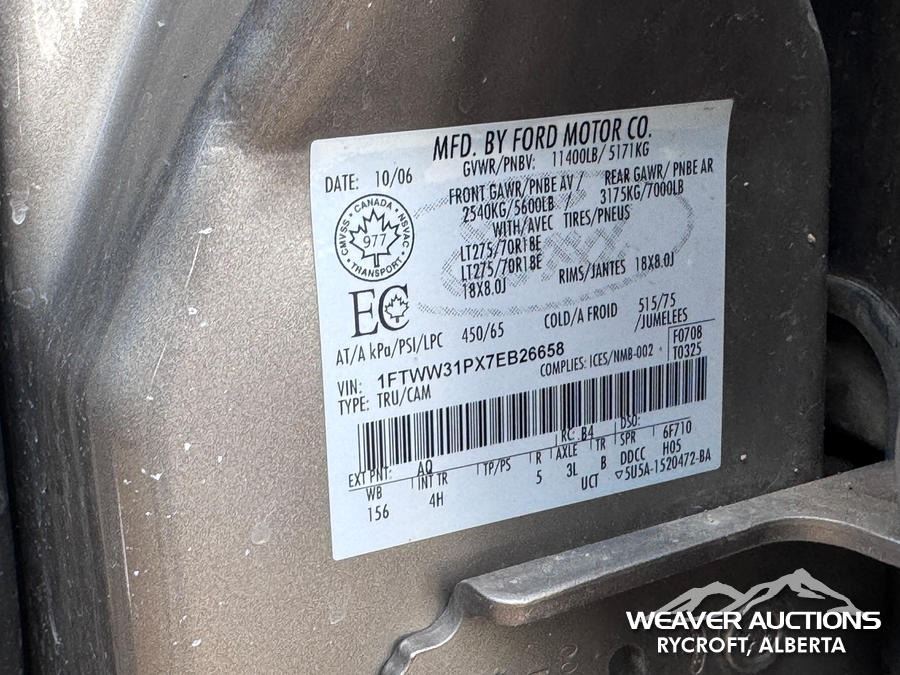 MFD. BY FORD MOTOR CO.
GVWR/PNBV: 11400LB/ 5171KG
DATE: 10/06
FRONT GAWR/PNBE AV / REAR GAWR/ PNBE AR
2540KG/5600LB / 3175KG/7000LB
WITH/AVEC TIRES/PNEUS
LT275/70R18E
LT275/70R18E
18X8.0J RIMS/JANTES 18X8.0J
CANADA
CMVSS • NSVAC
977
TRANSPORT
EC
AT/A kPa/PSI/LPC 450/65 COLD/A FROID 515/75
/JUMELEES
VIN: 1FTWW31PX7EB26658
COMPLIES: ICES/NMB-002
F0708
T0325
TYPE: TRU/CAM
EXT PNT: AQ RC: B4 DSO:
WB INT TR TP/PS R AXLE TR SPR 6F710
156 4H 5 3L B DDCC H05
UCT ▽5U5A-1520472-BA
WEAVER AUCTIONS
RYCROFT, ALBERTA